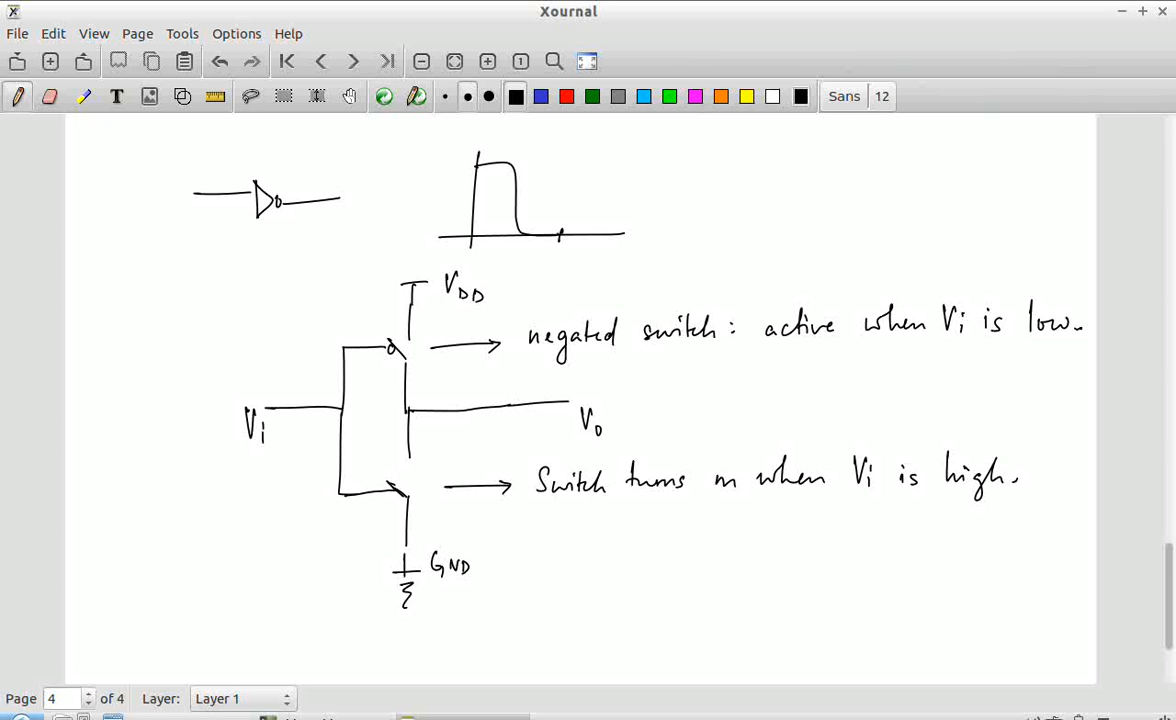 Xournal
File Edit View Page Tools Options Help
Sans 12
VDD
negated switch: active when Vi is low.
Vi
Vo
Switch turns on when Vi is high.
GND
Page 4 of 4 Layer: Layer 1